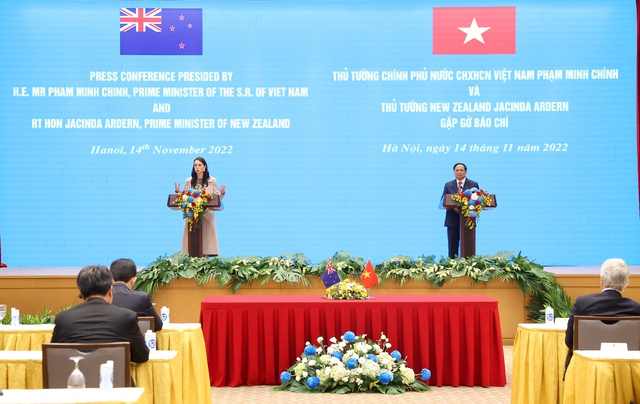 PRESS CONFERENCE PRESIDED BY
H.E. MR PHAM MINH CHINH, PRIME MINISTER OF THE S.R. OF VIET NAM
AND
RT HON JACINDA ARDERN, PRIME MINISTER OF NEW ZEALAND
Hanoi, 14th November 2022
THỦ TƯỚNG CHÍNH PHỦ NƯỚC CHXHCN VIỆT NAM PHẠM MINH CHÍNH
VÀ
THỦ TƯỚNG NEW ZEALAND JACINDA ARDERN
GẶP GỠ BÁO CHÍ
Hà Nội, ngày 14 tháng 11 năm 2022